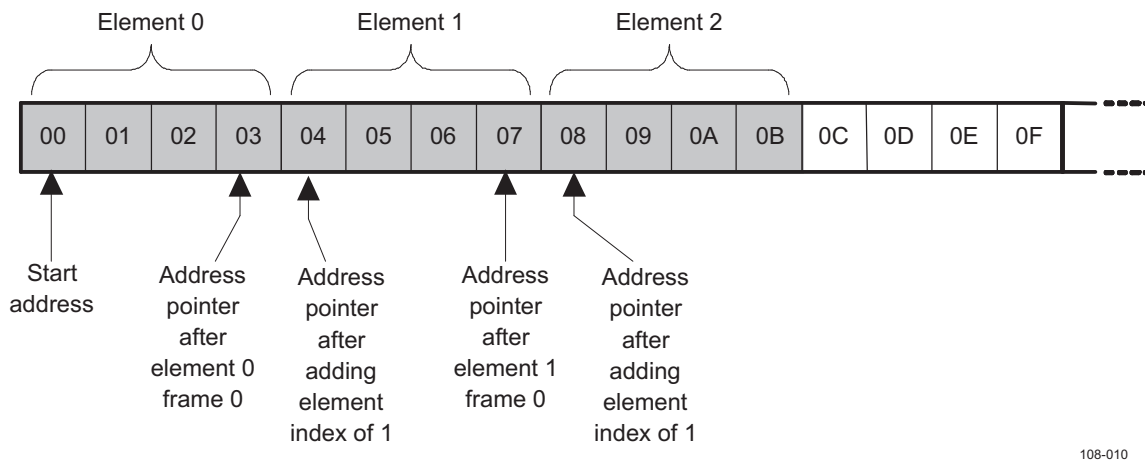 Element 0 Element 1 Element 2
00 01 02 03 04 05 06 07 08 09 0A 0B 0C 0D 0E 0F
Start
address
Address
pointer
after
element 0
frame 0
Address
pointer
after
adding
element
index of 1
Address
pointer
after
element 1
frame 0
Address
pointer
after
adding
element
index of 1
108-010